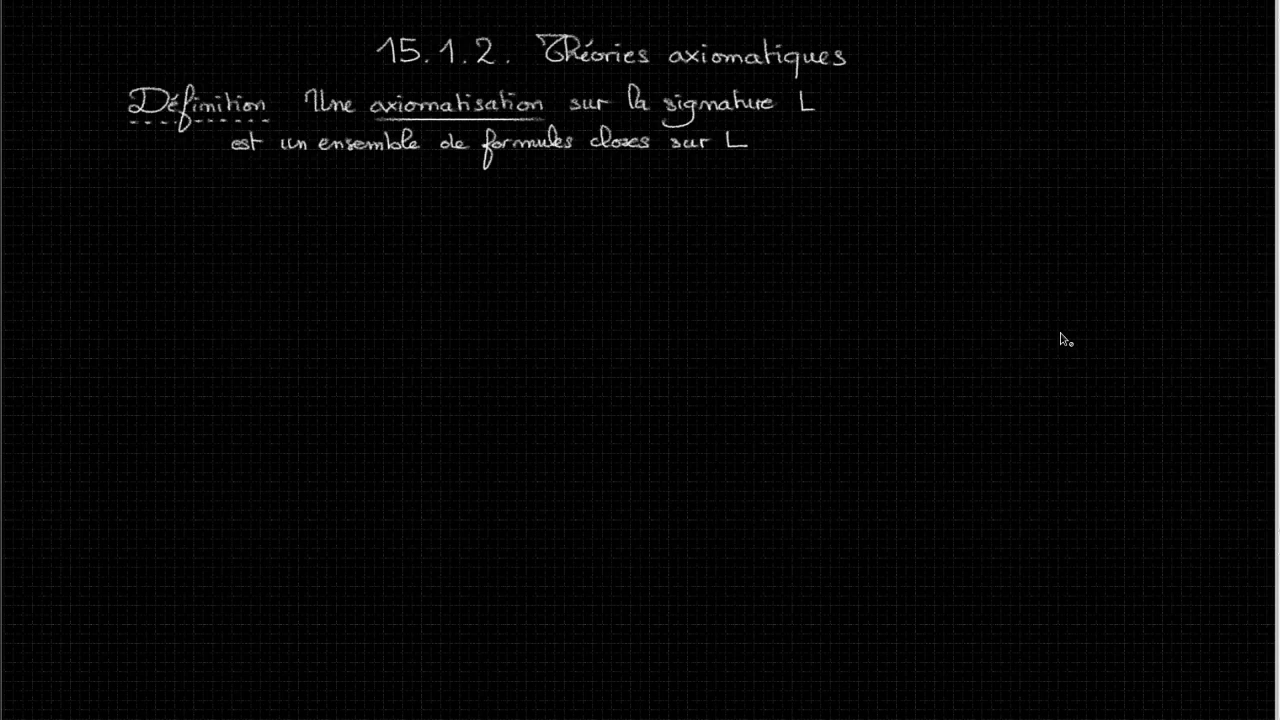 15.1.2. Théories axiomatiques
Définition Une axiomatisation sur la signature L
est un ensemble de formules closes sur L